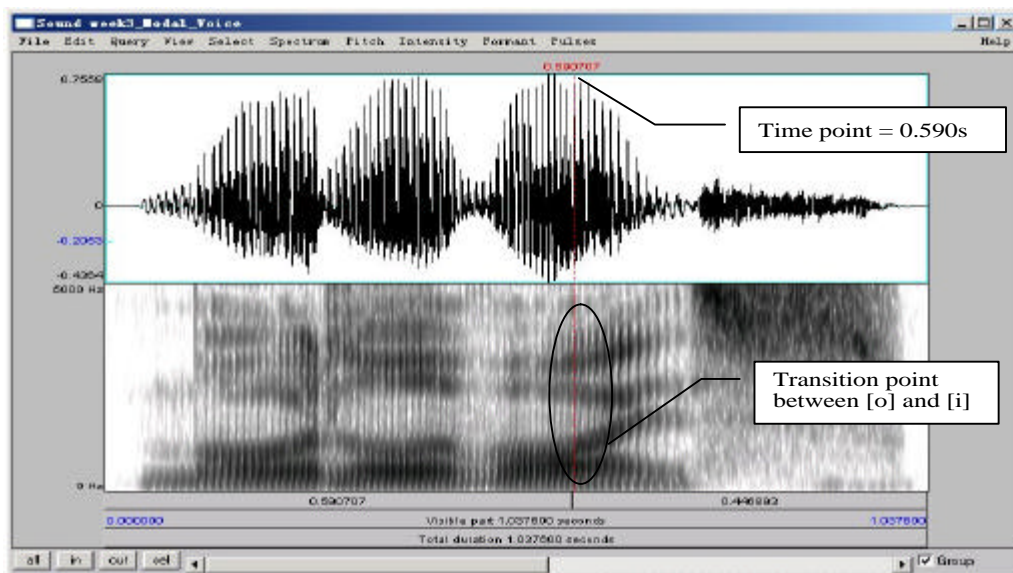 Sound week3_Modal_Voice
File Edit Query View Select Spectrum Pitch Intensity Formant Pulses Help
0.590707
0.7559
Time point = 0.590s
0
-0.2063
-0.4364
5000 Hz
Transition point
between [o] and [i]
0 Hz
0.590707 0.446893
0.000000 Visible part 1.037600 seconds 1.037600
Total duration 1.037600 seconds
all in out sel Group